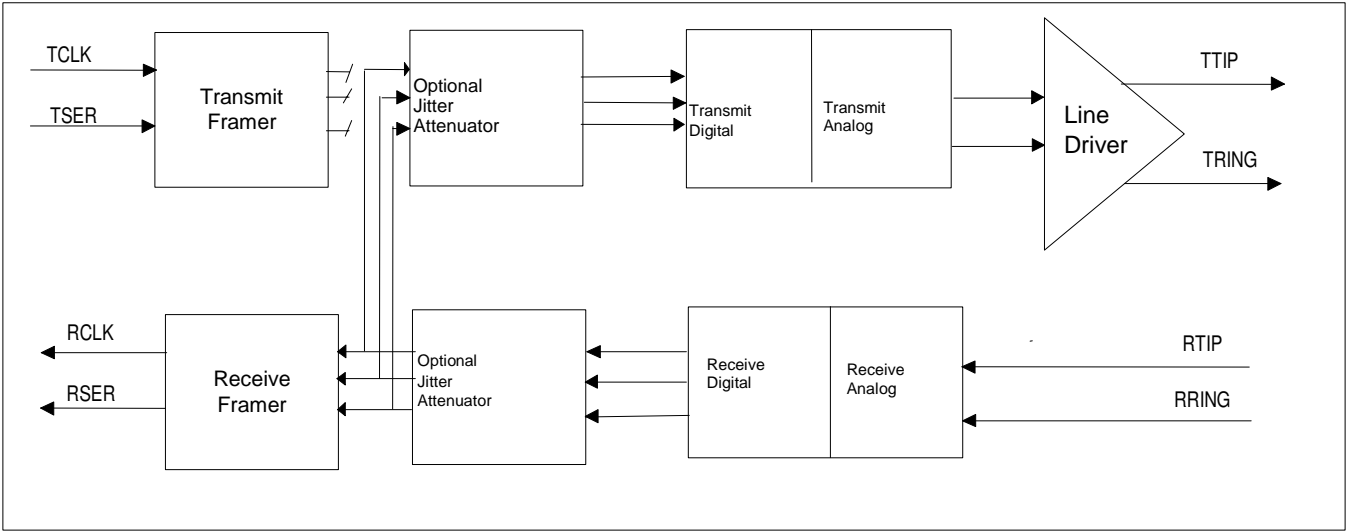 TCLK
TSER
Transmit
Framer
Optional
Jitter
Attenuator
Transmit
Digital
Transmit
Analog
Line
Driver
TTIP
TRING
RCLK
RSER
Receive
Framer
Optional
Jitter
Attenuator
Receive
Digital
Receive
Analog
RTIP
RRING